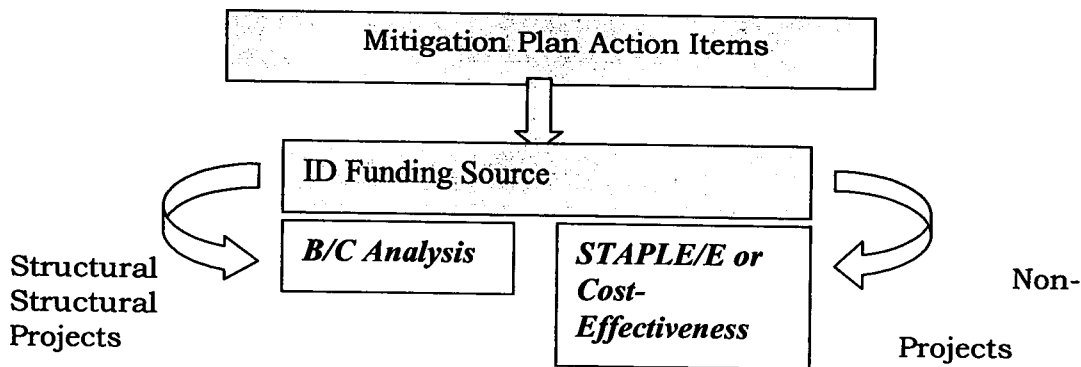 Mitigation Plan Action Items
ID Funding Source
B/C Analysis
STAPLE/E or
Cost-
Effectiveness
Structural
Structural
Projects
Non-
Projects